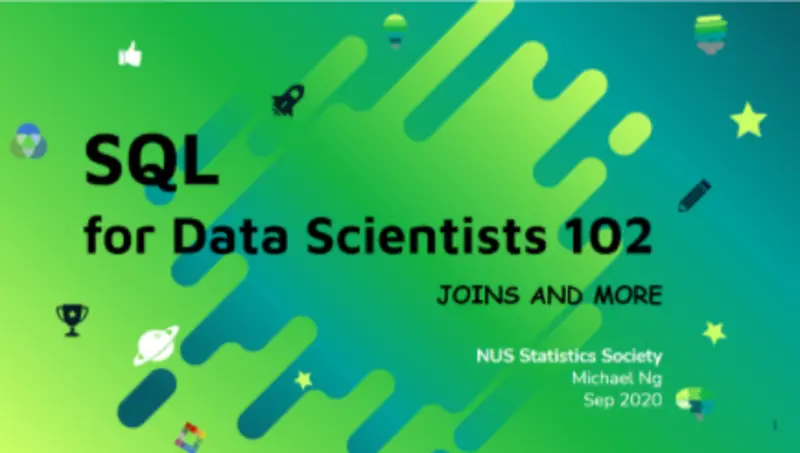 SQL
for Data Scientists 102
JOINS AND MORE
NUS Statistics Society
Michael Ng
Sep 2020
1